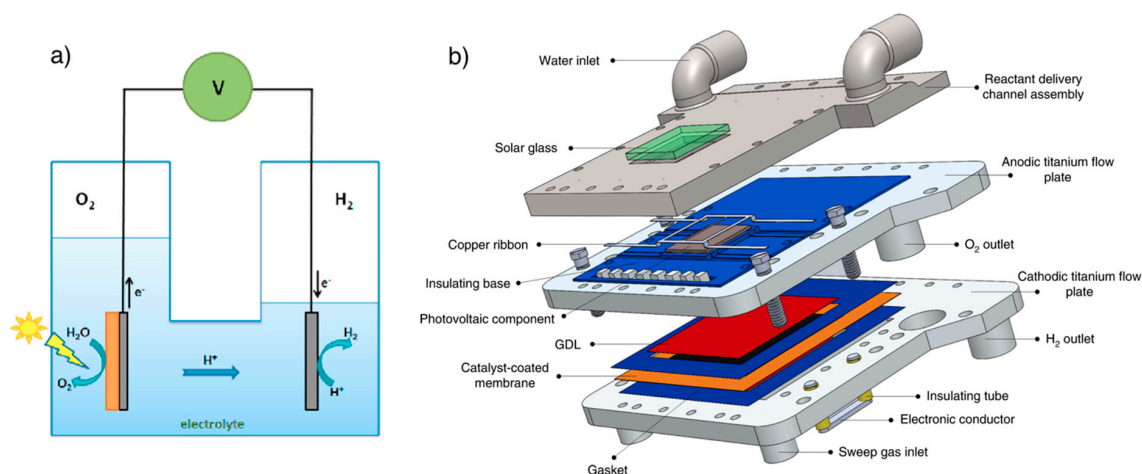 a)
V
O2
H2
e-
e-
H2O
O2
H+
H2
H+
electrolyte
b)
Water inlet
Reactant delivery
channel assembly
Solar glass
Anodic titanium flow
plate
Copper ribbon
O2 outlet
Insulating base
Cathodic titanium flow
plate
Photovoltaic component
GDL
H2 outlet
Catalyst-coated
membrane
Insulating tube
Electronic conductor
Gasket
Sweep gas inlet